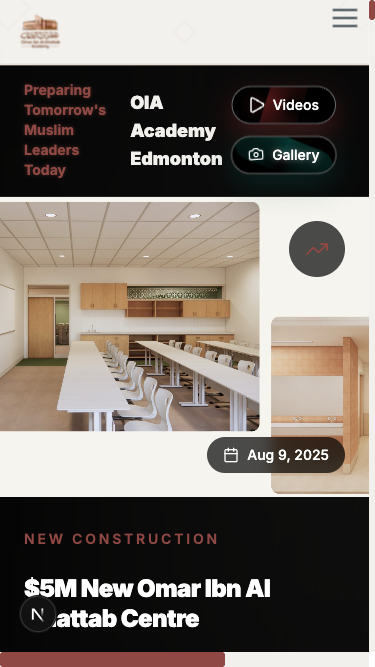 Preparing
Tomorrow's
Muslim
Leaders
Today
OIA
Academy
Edmonton
Videos
Gallery
Aug 9, 2025
NEW CONSTRUCTION
$5M New Omar Ibn Al
N
attab Centre